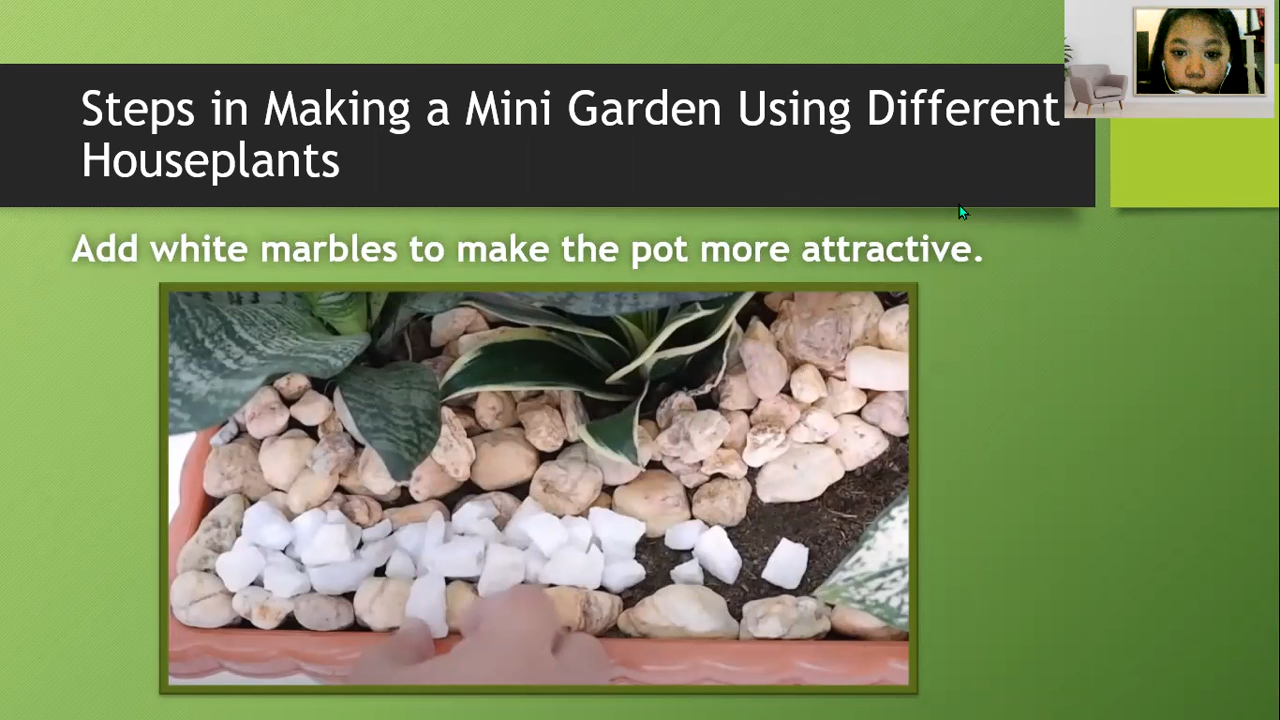 Steps in Making a Mini Garden Using Different
Houseplants
Add white marbles to make the pot more attractive.